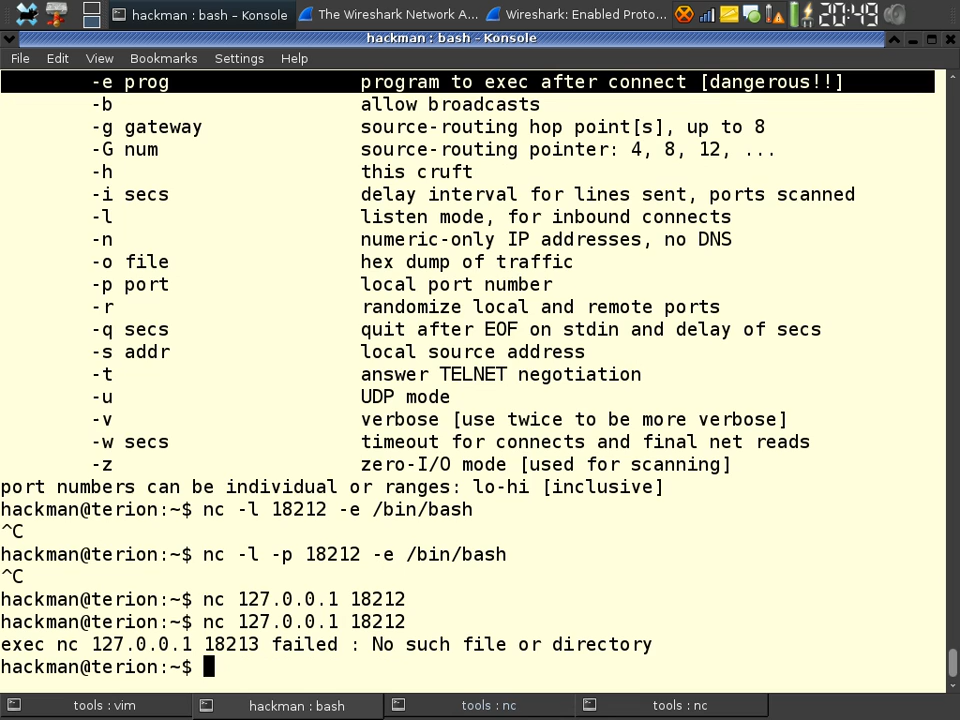 hackman : bash – Konsole
The Wireshark Network A...
Wireshark: Enabled Proto...
20:49
hackman : bash – Konsole
File Edit View Bookmarks Settings Help
-e prog program to exec after connect [dangerous!!]
-b allow broadcasts
-g gateway source-routing hop point[s], up to 8
-G num source-routing pointer: 4, 8, 12, ...
-h this cruft
-i secs delay interval for lines sent, ports scanned
-l listen mode, for inbound connects
-n numeric-only IP addresses, no DNS
-o file hex dump of traffic
-p port local port number
-r randomize local and remote ports
-q secs quit after EOF on stdin and delay of secs
-s addr local source address
-t answer TELNET negotiation
-u UDP mode
-v verbose [use twice to be more verbose]
-w secs timeout for connects and final net reads
-z zero-I/O mode [used for scanning]
port numbers can be individual or ranges: lo-hi [inclusive]
hackman@terion:~$ nc -l 18212 -e /bin/bash
^C
hackman@terion:~$ nc -l -p 18212 -e /bin/bash
^C
hackman@terion:~$ nc 127.0.0.1 18212
hackman@terion:~$ nc 127.0.0.1 18212
exec nc 127.0.0.1 18213 failed : No such file or directory
hackman@terion:~$
tools : vim
hackman : bash
tools : nc
tools : nc